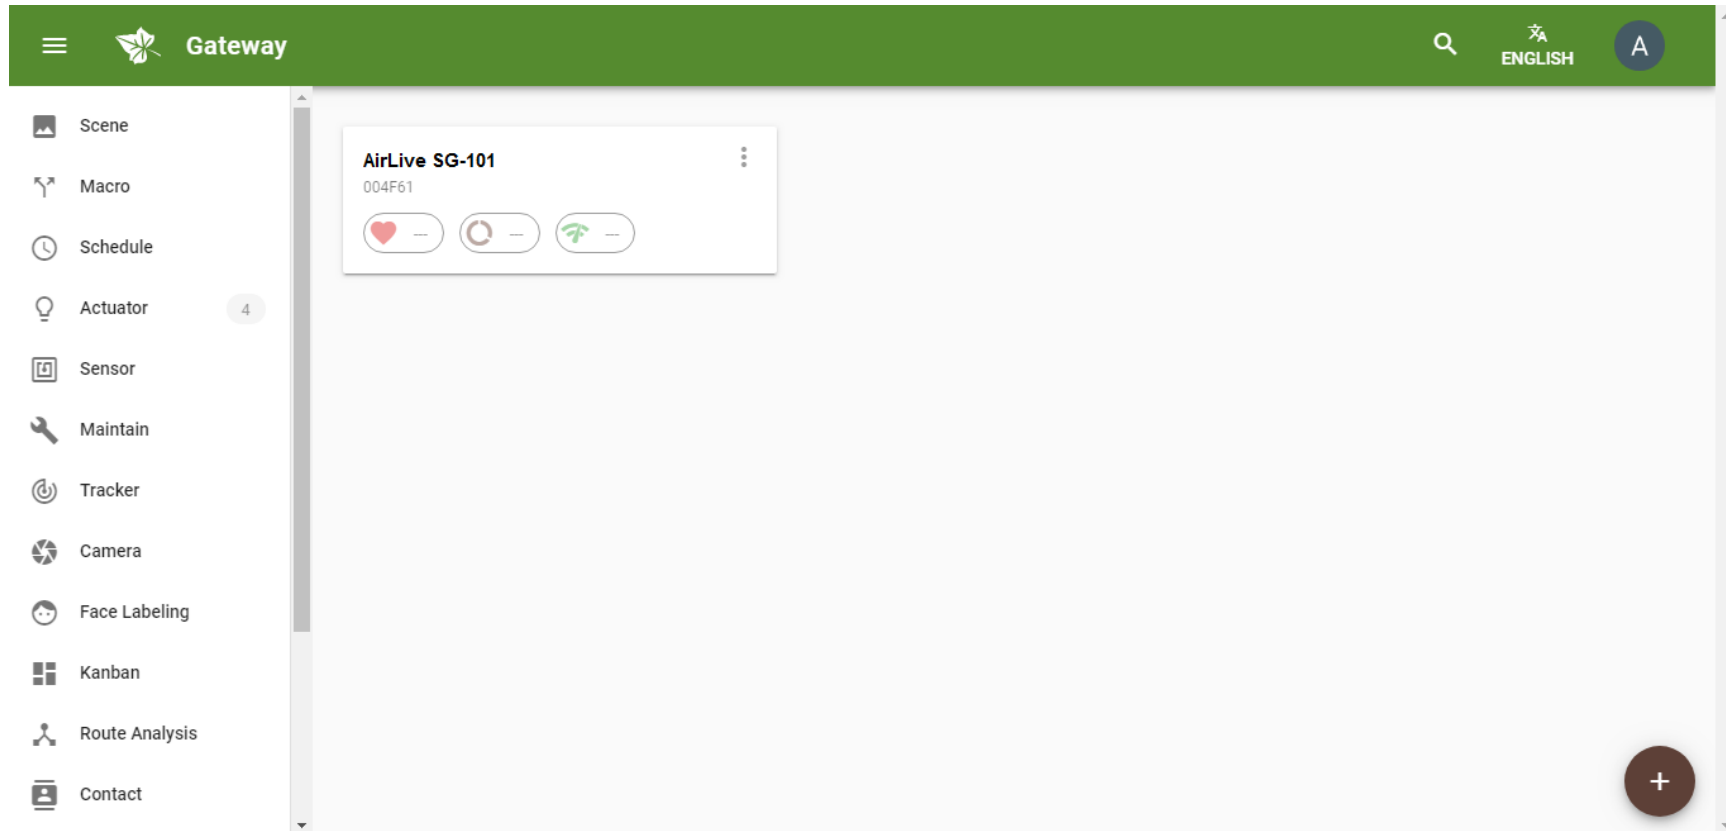 Gateway
ENGLISH
A
Scene
Macro
Schedule
Actuator 4
Sensor
Maintain
Tracker
Camera
Face Labeling
Kanban
Route Analysis
Contact
AirLive SG-101
004F61
--- --- ---